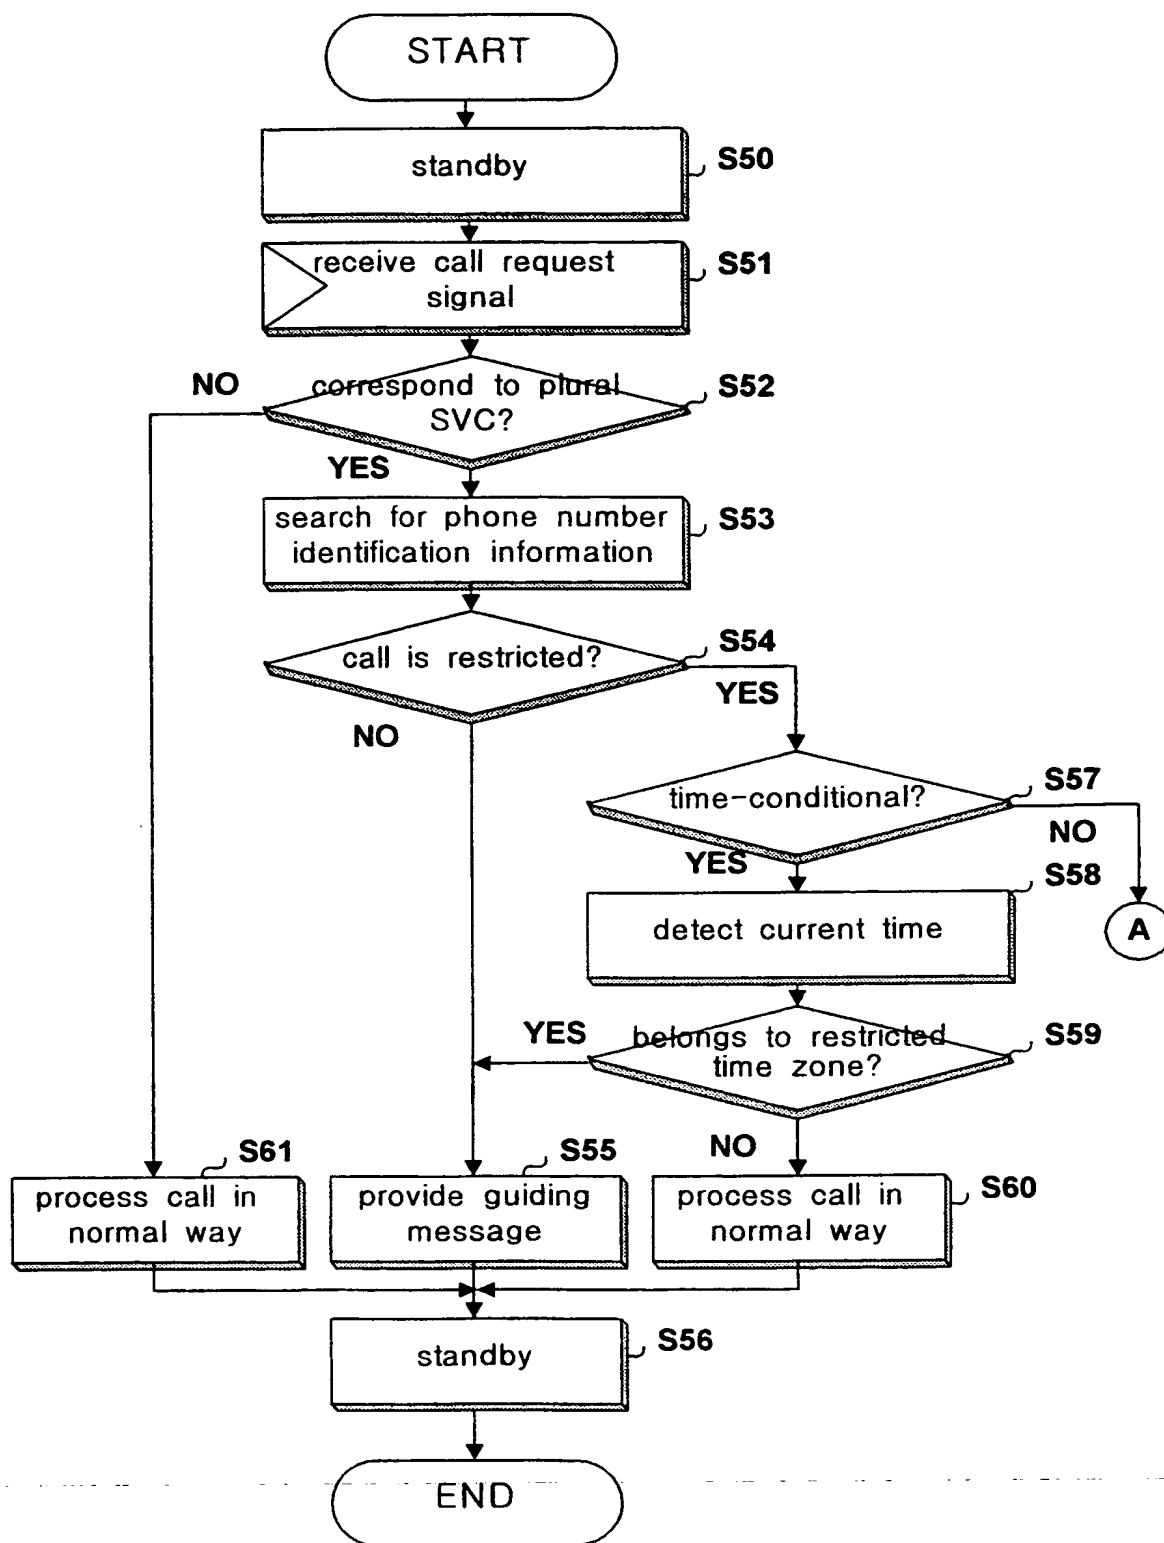 START
standby
S50
receive call request
signal
S51
NO
correspond to plural
SVC?
S52
YES
search for phone number
identification information
S53
call is restricted?
S54
YES
NO
time-conditional?
S57
NO
YES
S58
detect current time
A
YES
belongs to restricted
time zone?
S59
NO
S61
S55
process call in
normal way
provide guiding
message
process call in
normal way
S60
standby
S56
END